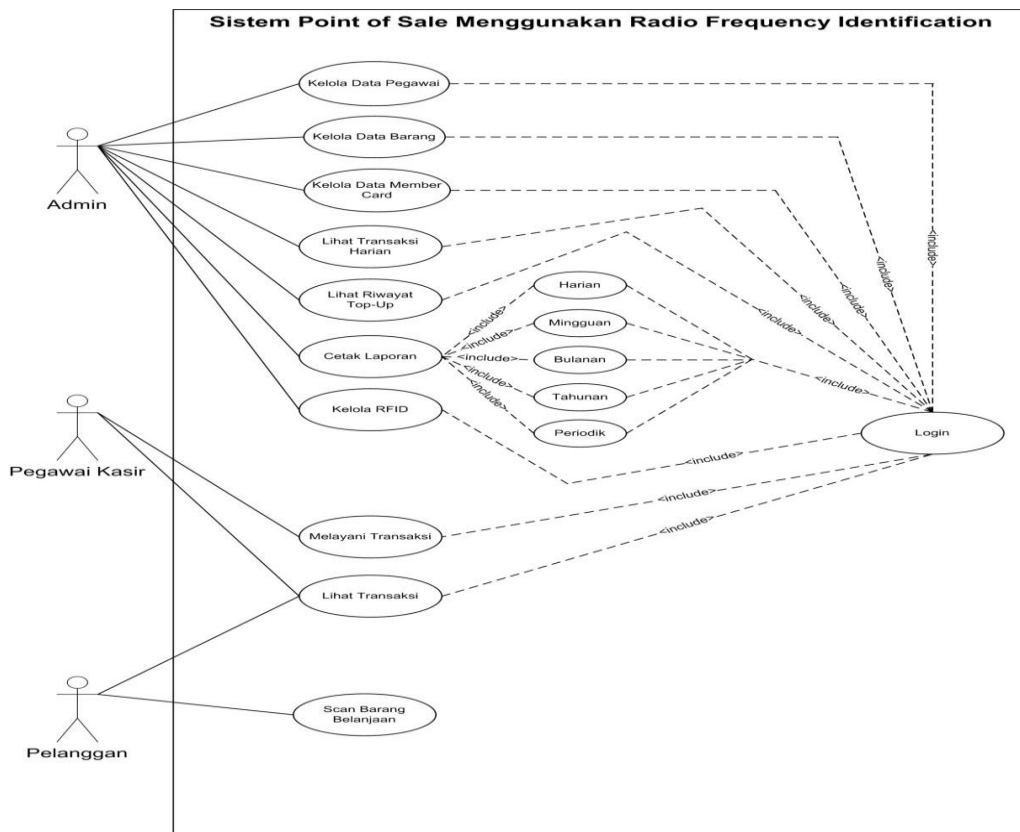 Sistem Point of Sale Menggunakan Radio Frequency Identification
Kelola Data Pegawai
Kelola Data Barang
Admin
Kelola Data Member
Card
Lihat Transaksi
Harian
Lihat Riwayat
Top-Up
Cetak Laporan
Kelola RFID
Harian
Mingguan
Bulanan
Tahunan
Periodik
<include>
<include>
<include>
<include>
<include>
<include>
<include>
<include>
<include>
<include>
<include>
Login
Pegawai Kasir
<include>
<include>
<include>
Melayani Transaksi
Lihat Transaksi
Scan Barang
Belanjaan
Pelanggan